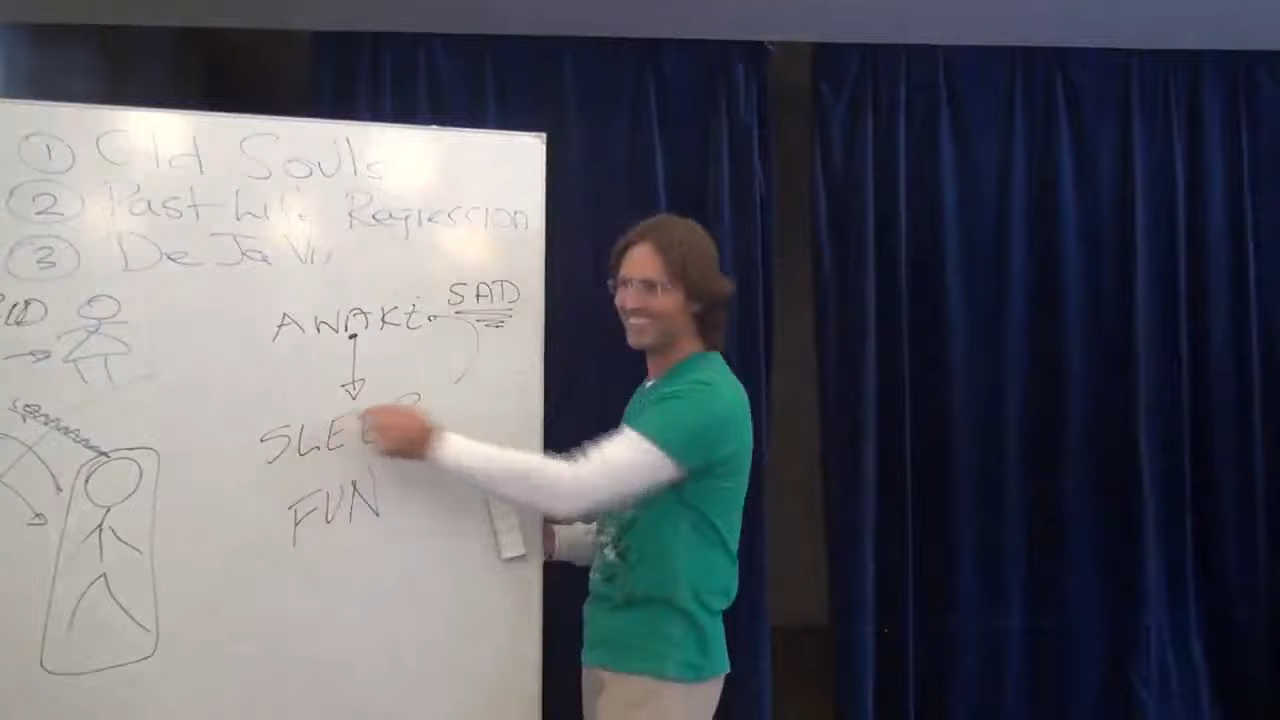 1 Old Souls
2 Past Life Regression
3 De Ja Vu
SAD
AWAKE
SLEEP
FUN